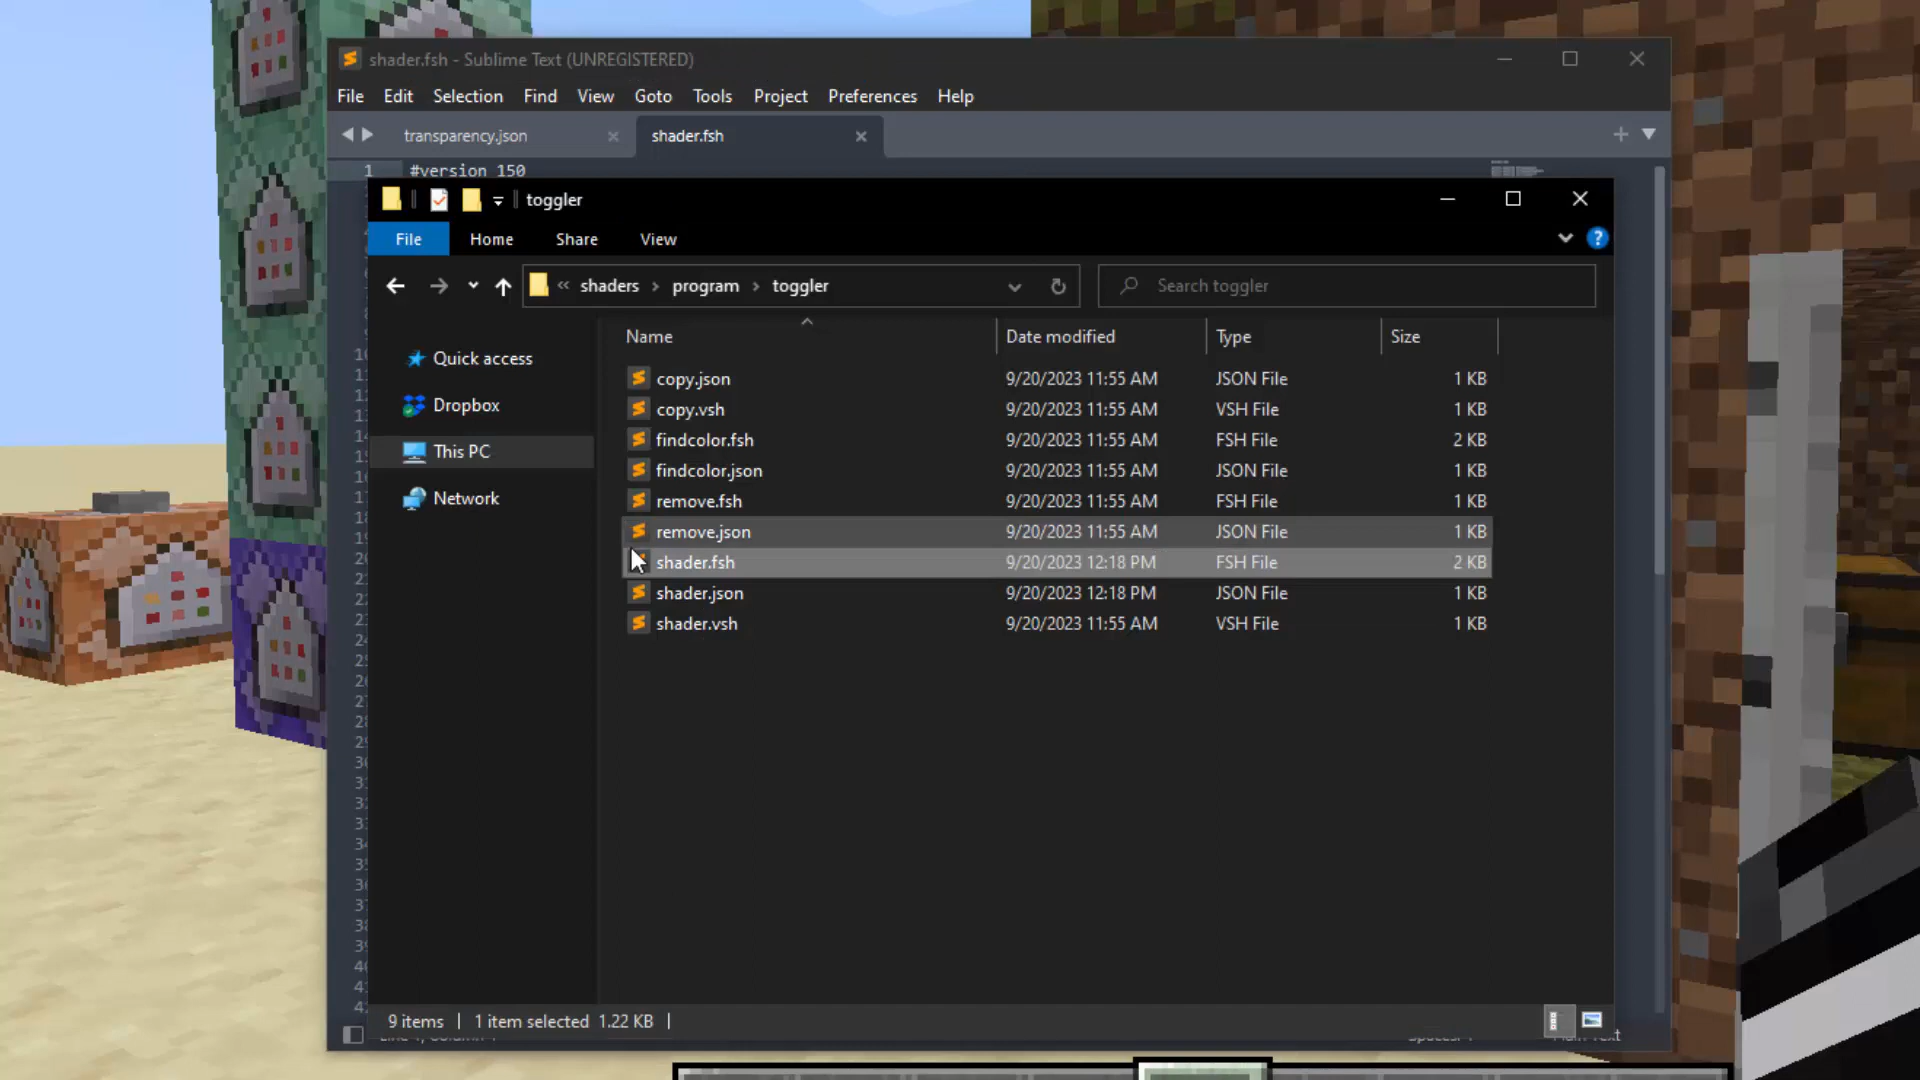 shader.fsh - Sublime Text (UNREGISTERED)
File Edit Selection Find View Goto Tools Project Preferences Help
transparency.json shader.fsh
1 #version 150
toggler
File Home Share View
« shaders > program > toggler Search toggler
Name Date modified Type Size
Quick access
Dropbox
This PC
Network
copy.json 9/20/2023 11:55 AM JSON File 1 KB
copy.vsh 9/20/2023 11:55 AM VSH File 1 KB
findcolor.fsh 9/20/2023 11:55 AM FSH File 2 KB
findcolor.json 9/20/2023 11:55 AM JSON File 1 KB
remove.fsh 9/20/2023 11:55 AM FSH File 1 KB
remove.json 9/20/2023 11:55 AM JSON File 1 KB
shader.fsh 9/20/2023 12:18 PM FSH File 2 KB
shader.json 9/20/2023 12:18 PM JSON File 1 KB
shader.vsh 9/20/2023 11:55 AM VSH File 1 KB
9 items | 1 item selected 1.22 KB |